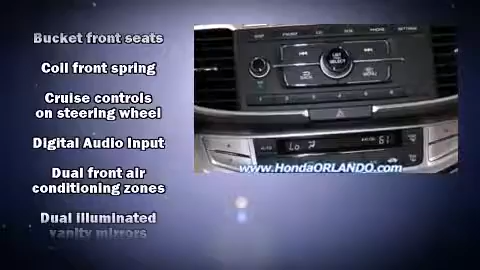 Bucket front seats
Coil front spring
Cruise controls
on steering wheel
Digital Audio Input
Dual front air
conditioning zones
Dual illuminated
vanity mirrors
www.HondaORLANDO.com